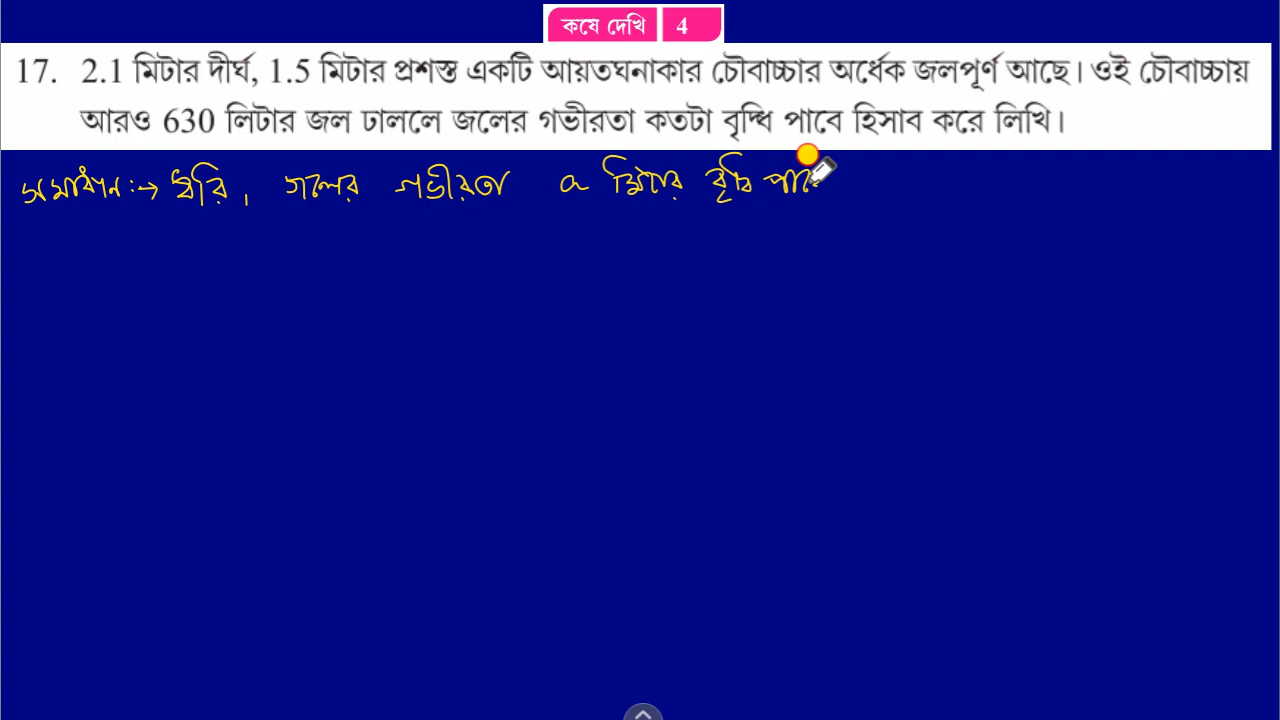 কষে দেখি 4
17. 2.1 মিটার দীর্ঘ, 1.5 মিটার প্রশস্ত একটি আয়তঘনাকার চৌবাচ্চার অর্ধেক জলপূর্ণ আছে। ওই চৌবাচ্চায়
আরও 630 লিটার জল ঢাললে জলের গভীরতা কতটা বৃদ্ধি পাবে হিসাব করে লিখি।
সমাধান:→ ধরি, জলের গভীরতা a মিটার বৃদ্ধি